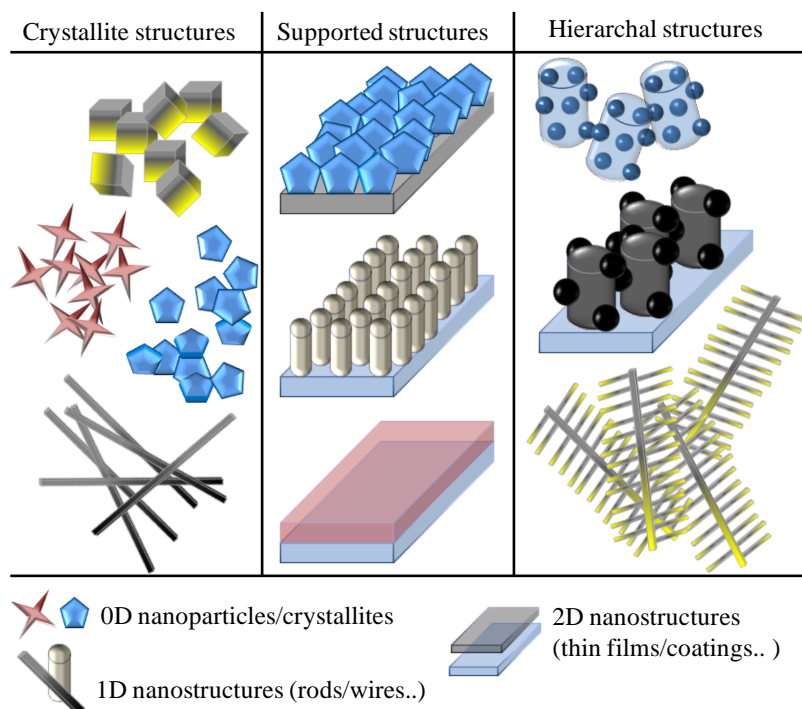 Crystallite structures
Supported structures
Hierarchal structures
0D nanoparticles/crystallites
1D nanostructures (rods/wires..)
2D nanostructures
(thin films/coatings.. )